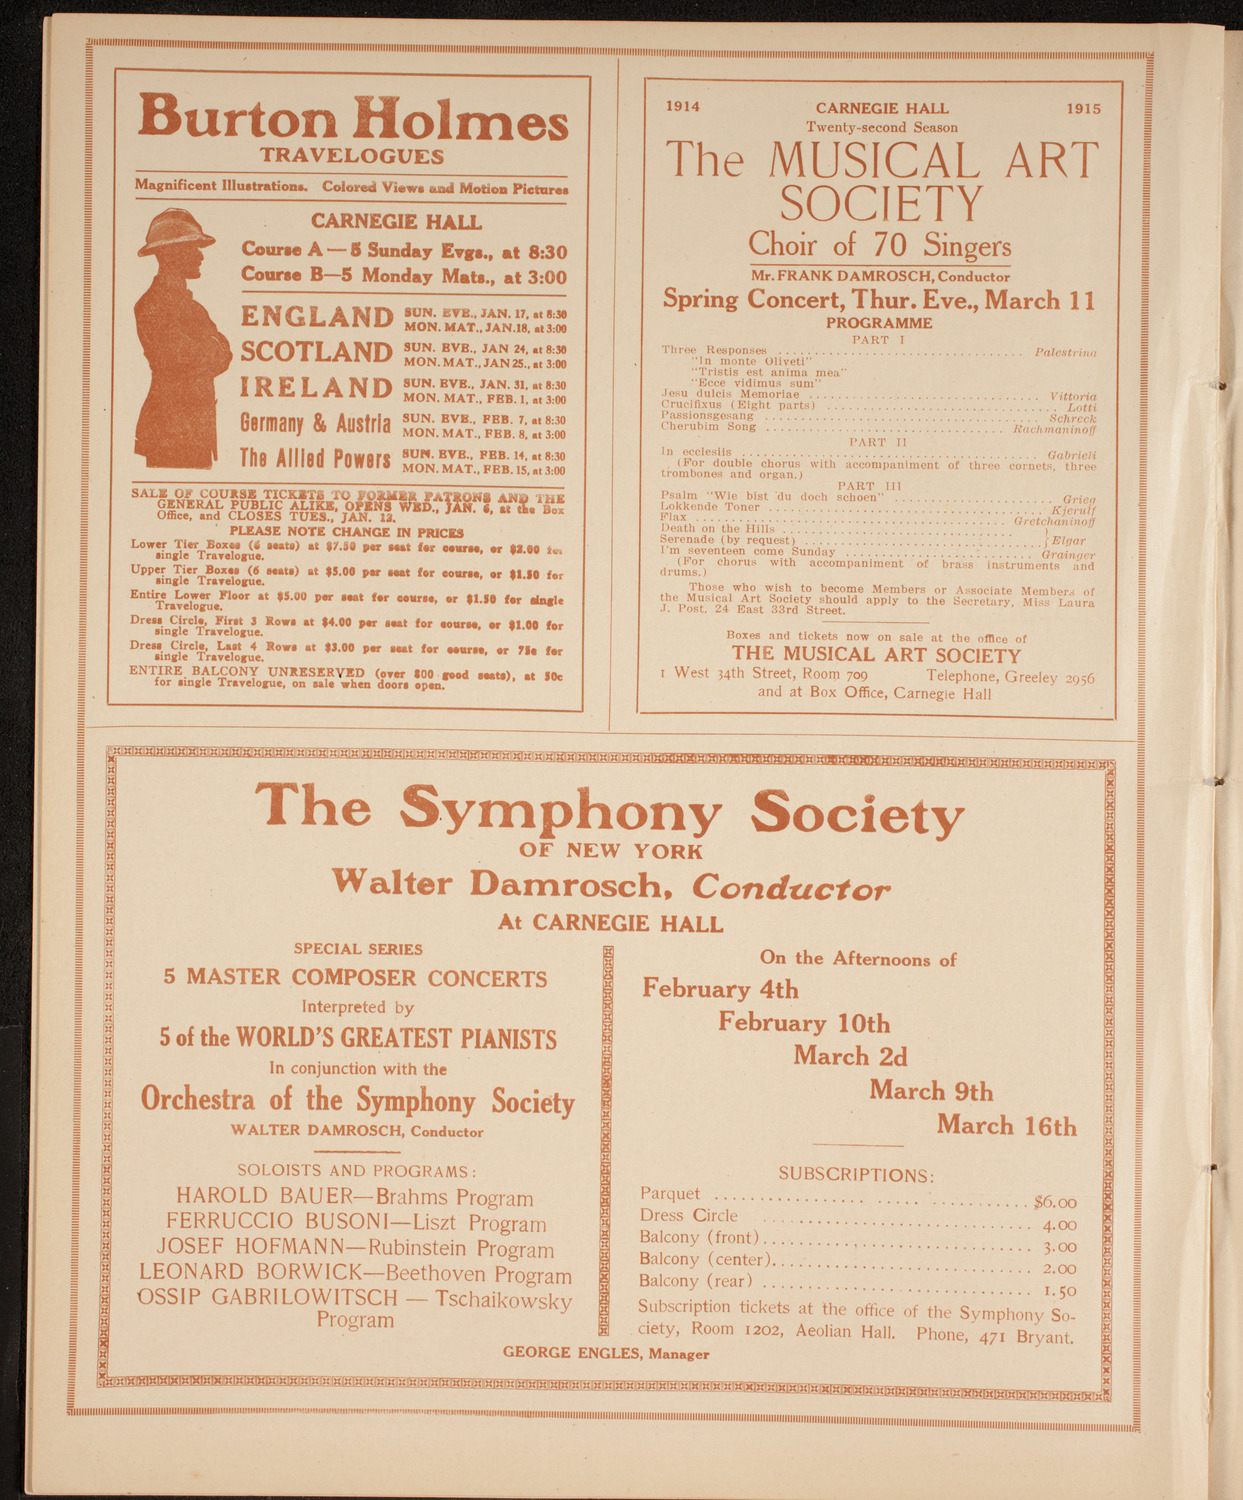 Burton Holmes
TRAVELOGUES
Magnificent Illustrations. Colored Views and Motion Pictures
CARNEGIE HALL
Course A—5 Sunday Evgs., at 8:30
Course B—5 Monday Mats., at 3:00
ENGLAND SUN. EVE., JAN. 17, at 8:30
MON. MAT., JAN. 18, at 3:00
SCOTLAND SUN. EVE., JAN 24, at 8:30
MON. MAT., JAN 25., at 3:00
IRELAND SUN. EVE., JAN. 31, at 8:30
MON. MAT., FEB. 1, at 3:00
Germany & Austria SUN. EVE., FEB. 7, at 8:30
MON. MAT., FEB. 8, at 3:00
The Allied Powers SUN. EVE., FEB. 14, at 8:30
MON. MAT., FEB. 15, at 3:00
SALE OF COURSE TICKETS TO FORMER PATRONS AND THE
GENERAL PUBLIC ALIKE, OPENS WED., JAN. 6, at the Box
Office, and CLOSES TUES., JAN. 12.
PLEASE NOTE CHANGE IN PRICES
Lower Tier Boxes (6 seats) at $7.50 per seat for course, or $2.00 for
single Travelogue.
Upper Tier Boxes (6 seats) at $5.00 per seat for course, or $1.50 for
single Travelogue.
Entire Lower Floor at $5.00 per seat for course, or $1.50 for single
Travelogue.
Dress Circle, First 3 Rows at $4.00 per seat for course, or $1.00 for
single Travelogue.
Dress Circle, Last 4 Rows at $3.00 per seat for course, or 75c for
single Travelogue.
ENTIRE BALCONY UNRESERVED (over 800 good seats), at 50c
for single Travelogue, on sale when doors open.
1914 CARNEGIE HALL 1915
Twenty-second Season
The MUSICAL ART
SOCIETY
Choir of 70 Singers
Mr. FRANK DAMROSCH, Conductor
Spring Concert, Thur. Eve., March 11
PROGRAMME
PART I
Three Responses ........ Palestrina
"In monte Oliveti"
"Tristis est anima mea"
"Ecce vidimus sum"
Jesu dulcis Memoriae ........ Vittoria
Crucifixus (Eight parts) ........ Lotti
Passionsgesang ........ Schreck
Cherubim Song ........ Rachmaninoff
PART II
In ecclesiis ........ Gabrieli
(For double chorus with accompaniment of three cornets, three
trombones and organ.)
PART III
Psalm "Wie bist du doch schoen" ........ Grieg
Lokkende Toner ........ Kjerulf
Flax ........ Gretchaninoff
Death on the Hills ........ }
Serenade (by request) ........ } Elgar
I'm seventeen come Sunday ........ Grainger
(For chorus with accompaniment of brass instruments and
drums.)
Those who wish to become Members or Associate Members of
the Musical Art Society should apply to the Secretary, Miss Laura
J. Post, 24 East 33rd Street.
Boxes and tickets now on sale at the office of
THE MUSICAL ART SOCIETY
1 West 34th Street, Room 709 Telephone, Greeley 2956
and at Box Office, Carnegie Hall
The Symphony Society
OF NEW YORK
Walter Damrosch, Conductor
At CARNEGIE HALL
SPECIAL SERIES
5 MASTER COMPOSER CONCERTS
Interpreted by
5 of the WORLD'S GREATEST PIANISTS
In conjunction with the
Orchestra of the Symphony Society
WALTER DAMROSCH, Conductor
SOLOISTS AND PROGRAMS:
HAROLD BAUER—Brahms Program
FERRUCCIO BUSONI—Liszt Program
JOSEF HOFMANN—Rubinstein Program
LEONARD BORWICK—Beethoven Program
OSSIP GABRILOWITSCH — Tschaikowsky
Program
On the Afternoons of
February 4th
February 10th
March 2d
March 9th
March 16th
SUBSCRIPTIONS:
Parquet ........ $6.00
Dress Circle ........ 4.00
Balcony (front) ........ 3.00
Balcony (center) ........ 2.00
Balcony (rear) ........ 1.50
Subscription tickets at the office of the Symphony So-
ciety, Room 1202, Aeolian Hall. Phone, 471 Bryant.
GEORGE ENGLES, Manager